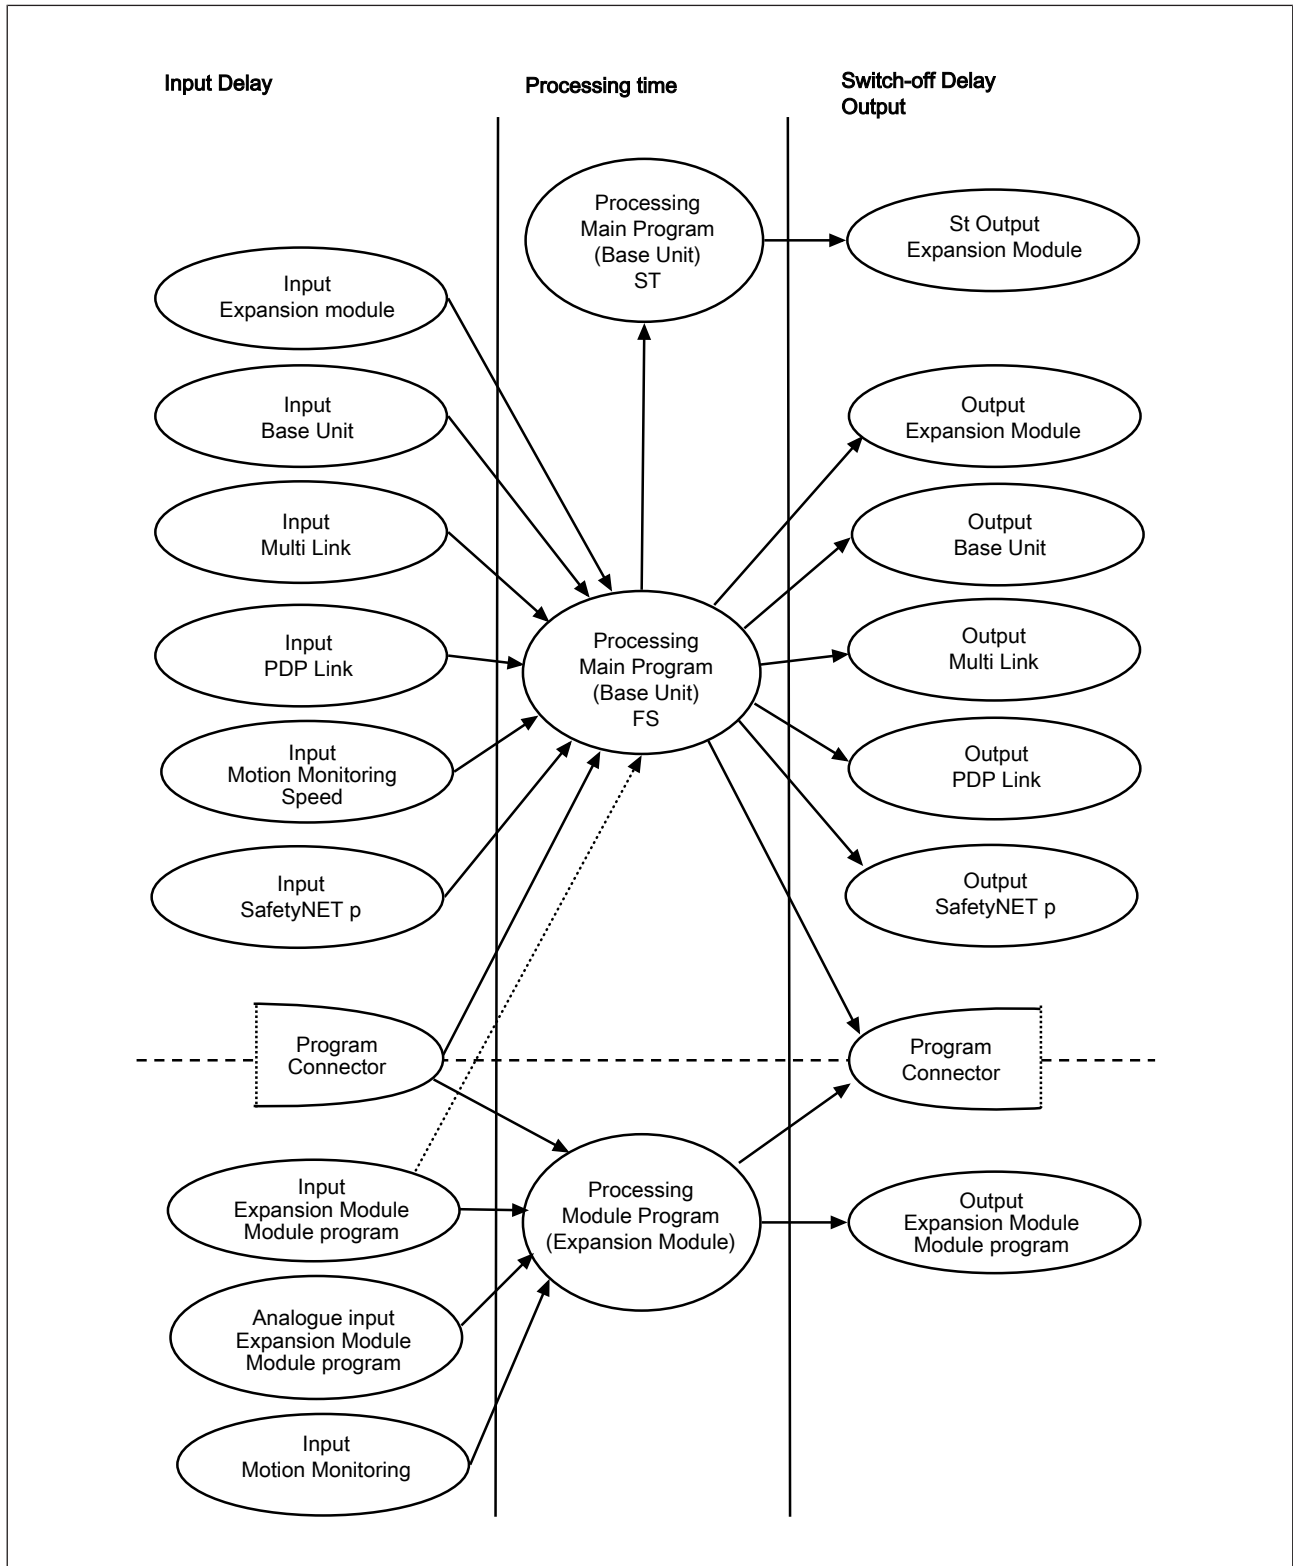 Input Delay
Processing time
Switch-off Delay
Output
Processing
Main Program
(Base Unit)
ST
St Output
Expansion Module
Input
Expansion module
Input
Base Unit
Output
Expansion Module
Input
Multi Link
Output
Base Unit
Input
PDP Link
Processing
Main Program
(Base Unit)
FS
Output
Multi Link
Input
Motion Monitoring
Speed
Output
PDP Link
Input
SafetyNET p
Output
SafetyNET p
Program
Connector
Program
Connector
Input
Expansion Module
Module program
Processing
Module Program
(Expansion Module)
Output
Expansion Module
Module program
Analogue input
Expansion Module
Module program
Input
Motion Monitoring